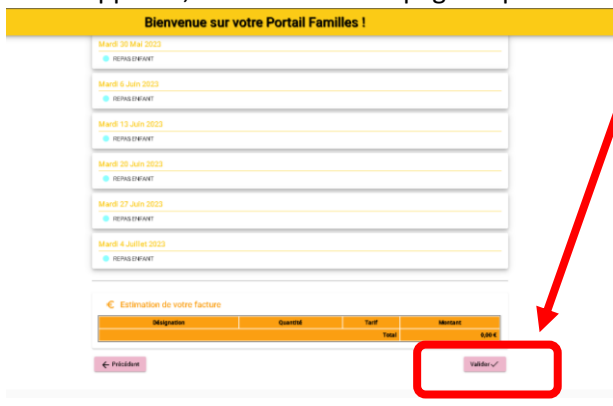 Bienvenue sur votre Portail Familles !
Mardi 30 Mai 2023
REPAS ENFANT
Mardi 6 Juin 2023
REPAS ENFANT
Mardi 13 Juin 2023
REPAS ENFANT
Mardi 20 Juin 2023
REPAS ENFANT
Mardi 27 Juin 2023
REPAS ENFANT
Mardi 4 Juillet 2023
REPAS ENFANT
€ Estimation de votre facture
Désignation Quantité Tarif Montant
Total 0,00 €
← Précédent Valider ✓